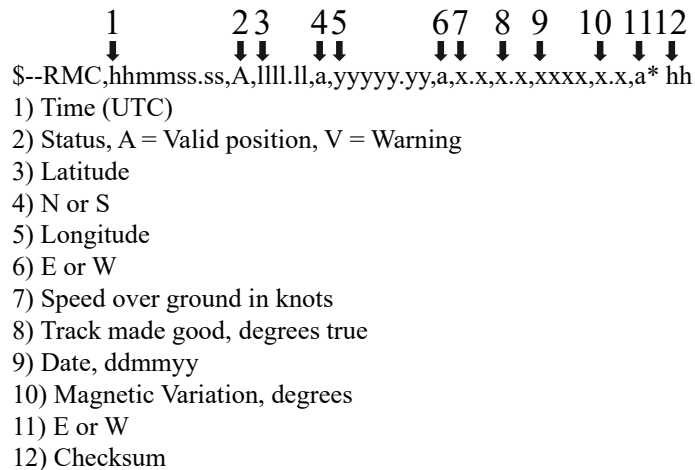 1 2 3 4 5 6 7 8 9 10 11 12
$--RMC,hhmmss.ss,A,llll.ll,a,yyyyy.yy,a,x.x,x.x,xxxx,x.x,a* hh
1) Time (UTC)
2) Status, A = Valid position, V = Warning
3) Latitude
4) N or S
5) Longitude
6) E or W
7) Speed over ground in knots
8) Track made good, degrees true
9) Date, ddmmyy
10) Magnetic Variation, degrees
11) E or W
12) Checksum